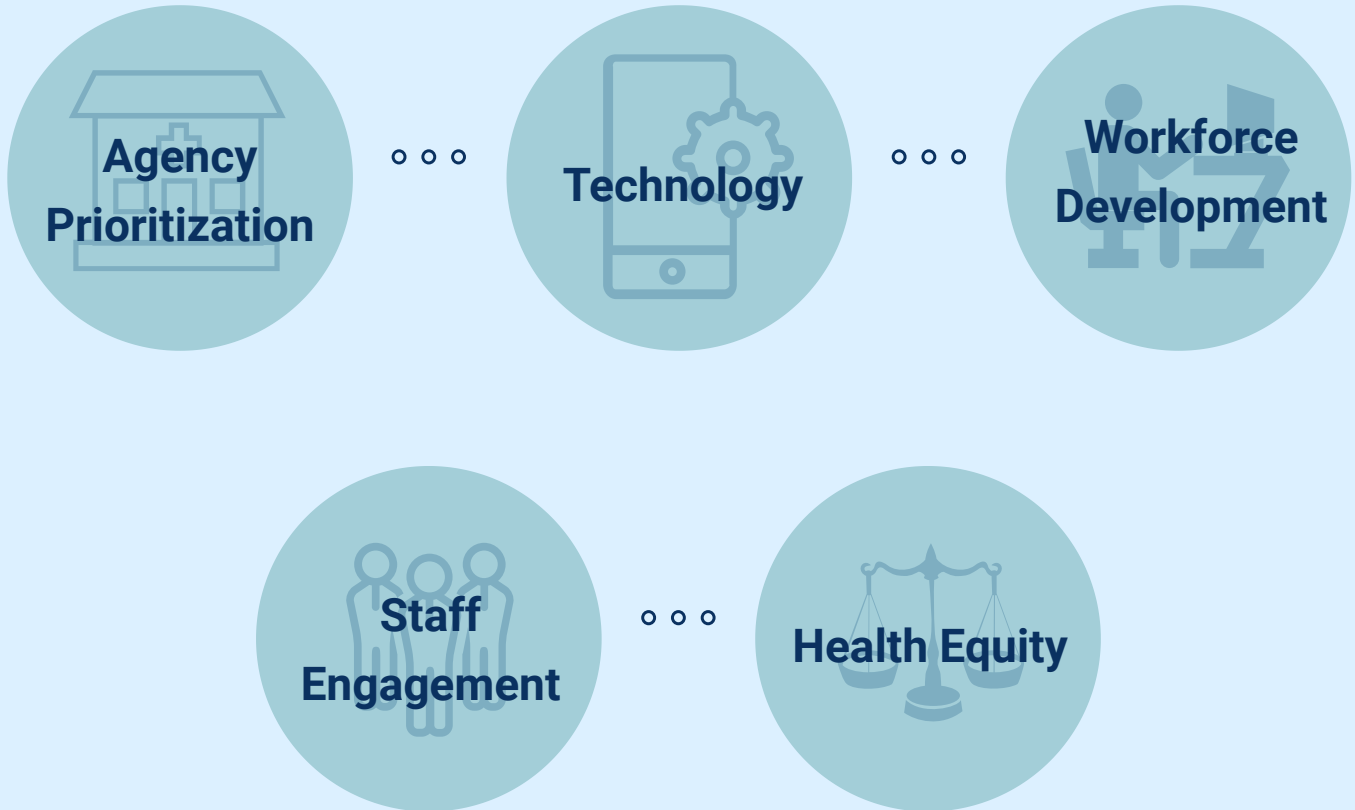 Agency
Prioritization
Technology
Workforce
Development
Staff
Engagement
Health Equity